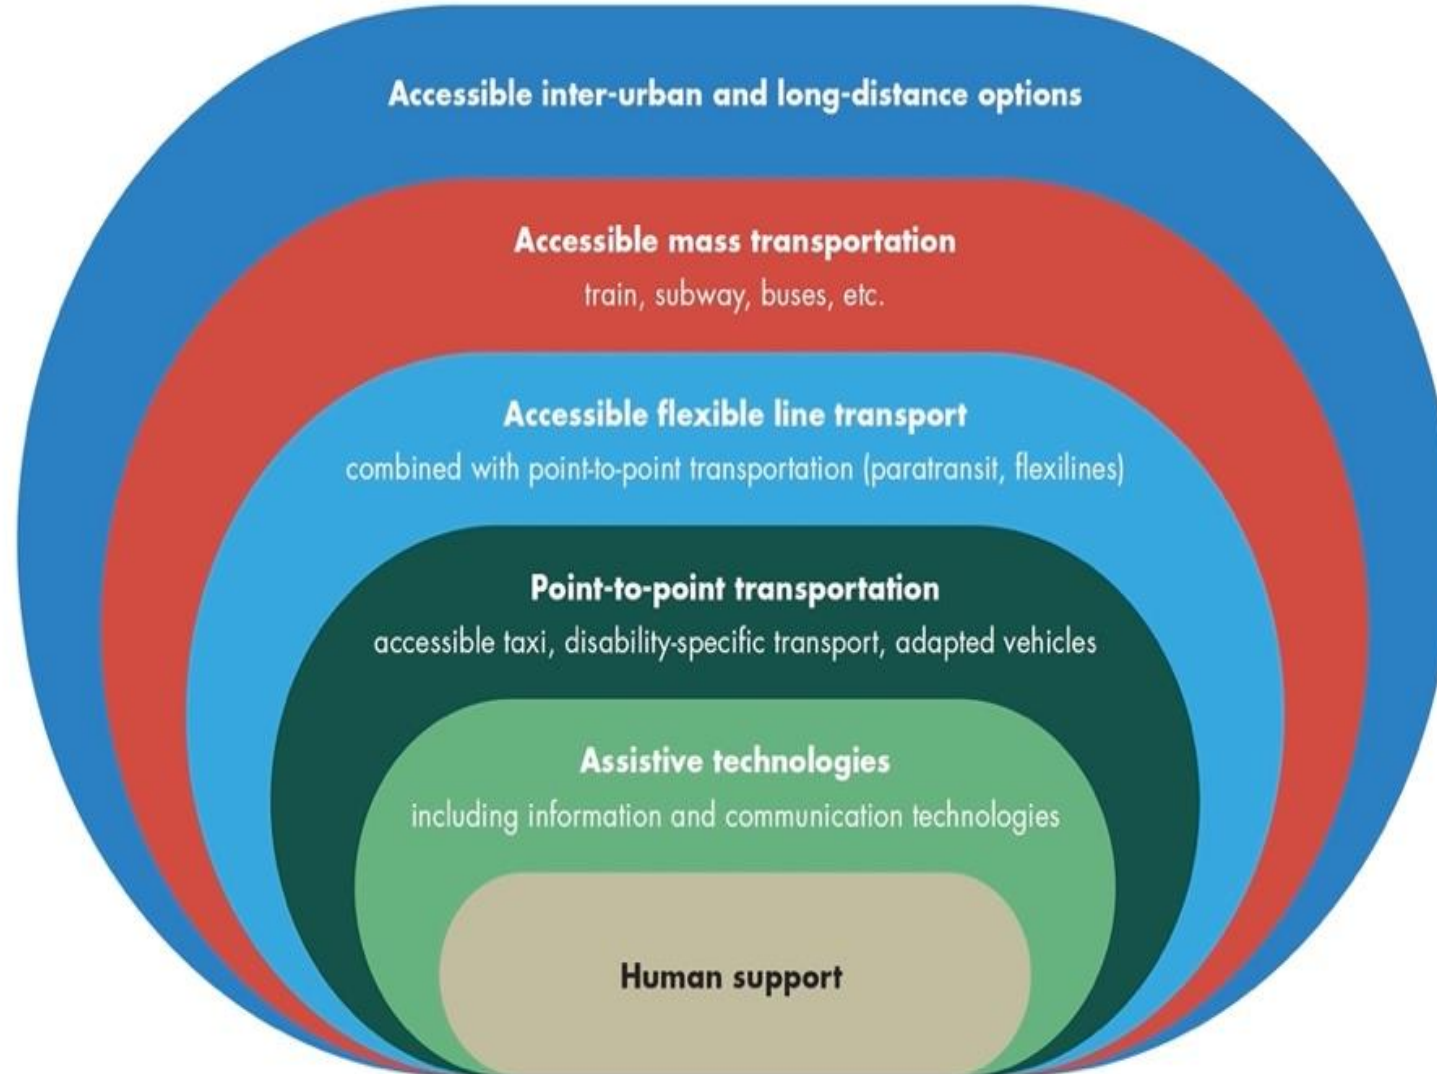 Accessible inter-urban and long-distance options
Accessible mass transportation
train, subway, buses, etc.
Accessible flexible line transport
combined with point-to-point transportation (paratransit, flexilines)
Point-to-point transportation
accessible taxi, disability-specific transport, adapted vehicles
Assistive technologies
including information and communication technologies
Human support